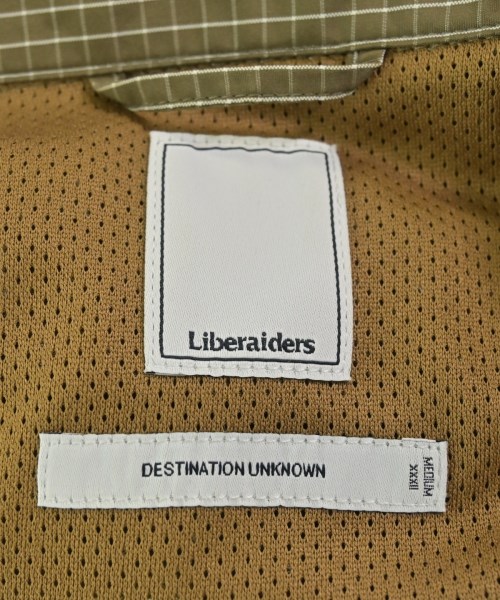 Liberaiders
DESTINATION UNKNOWN
MEDIUM
XXXII